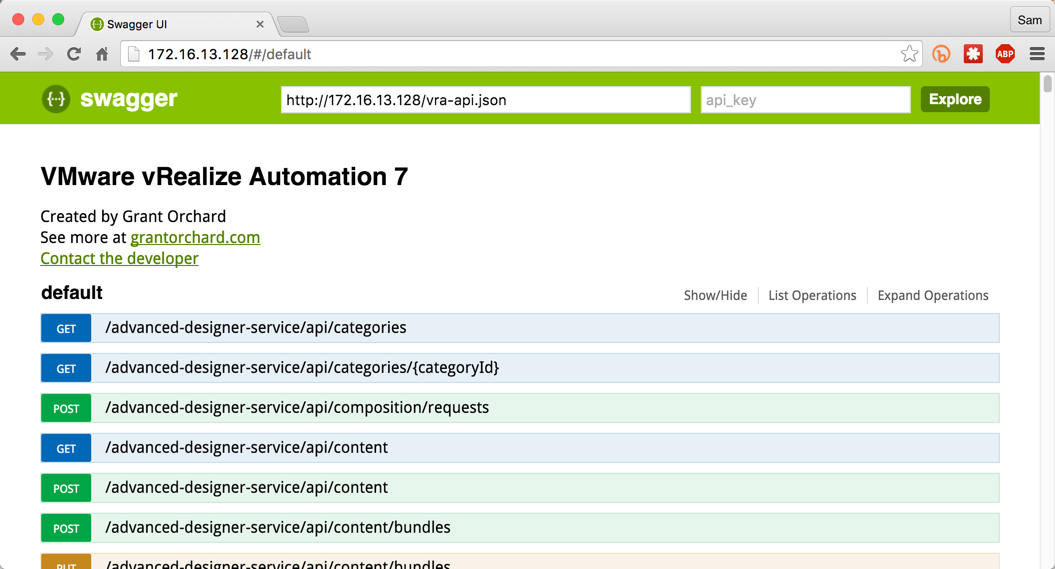 Swagger UI
Sam
172.16.13.128/#/default
ABP
{··} swagger
http://172.16.13.128/vra-api.json
api_key
Explore
VMware vRealize Automation 7
Created by Grant Orchard
See more at grantorchard.com
Contact the developer
default
Show/Hide
List Operations
Expand Operations
GET /advanced-designer-service/api/categories
GET /advanced-designer-service/api/categories/{categoryId}
POST /advanced-designer-service/api/composition/requests
GET /advanced-designer-service/api/content
POST /advanced-designer-service/api/content
POST /advanced-designer-service/api/content/bundles
PUT /advanced-designer-service/api/content/bundles